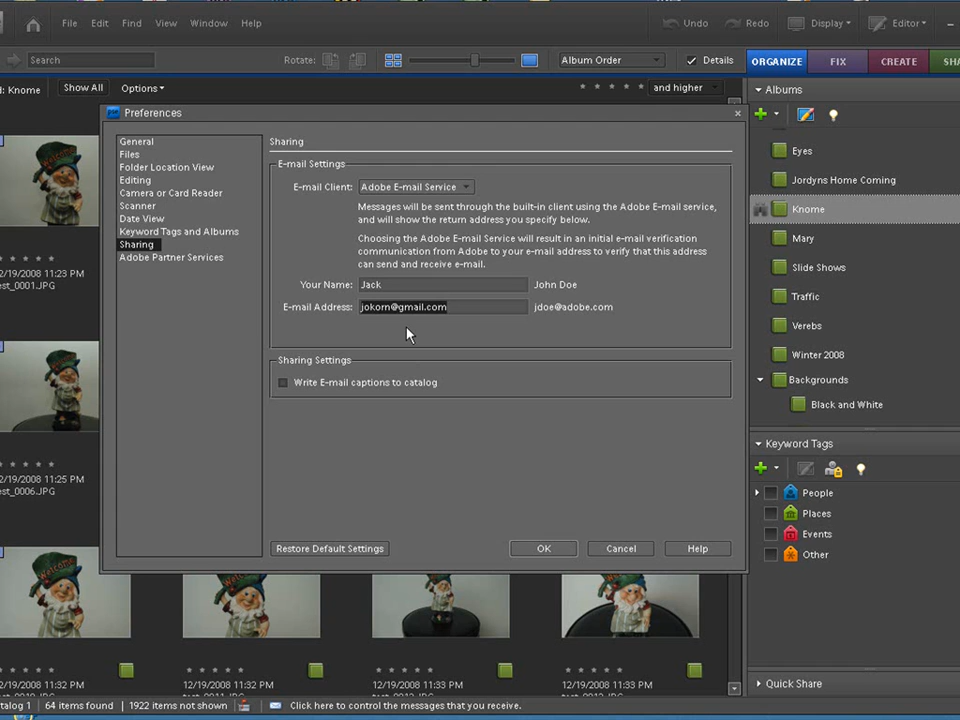 File Edit Find View Window Help Undo Redo Display Editor
Search Rotate: Album Order Details ORGANIZE FIX CREATE SHA
: Knome Show All Options and higher
Albums
Eyes
Jordyns Home Coming
Knome
Mary
Slide Shows
Traffic
Verebs
Winter 2008
Backgrounds
Black and White
Keyword Tags
People
Places
Events
Other
Quick Share
Preferences
General
Files
Folder Location View
Editing
Camera or Card Reader
Scanner
Date View
Keyword Tags and Albums
Sharing
Adobe Partner Services
Sharing
E-mail Settings
E-mail Client: Adobe E-mail Service
Messages will be sent through the built-in client using the Adobe E-mail service,
and will show the return address you specify below.
Choosing the Adobe E-mail Service will result in an initial e-mail verification
communication from Adobe to your e-mail address to verify that this address
can send and receive e-mail.
Your Name: Jack John Doe
E-mail Address: jokorn@gmail.com jdoe@adobe.com
Sharing Settings
Write E-mail captions to catalog
Restore Default Settings OK Cancel Help
2/19/2008 11:23 PM
est_0001.JPG
2/19/2008 11:25 PM
est_0006.JPG
2/19/2008 11:32 PM 12/19/2008 11:32 PM 12/19/2008 11:33 PM 12/19/2008 11:33 PM
talog 1 64 items found 1922 items not shown Click here to control the messages that you receive.